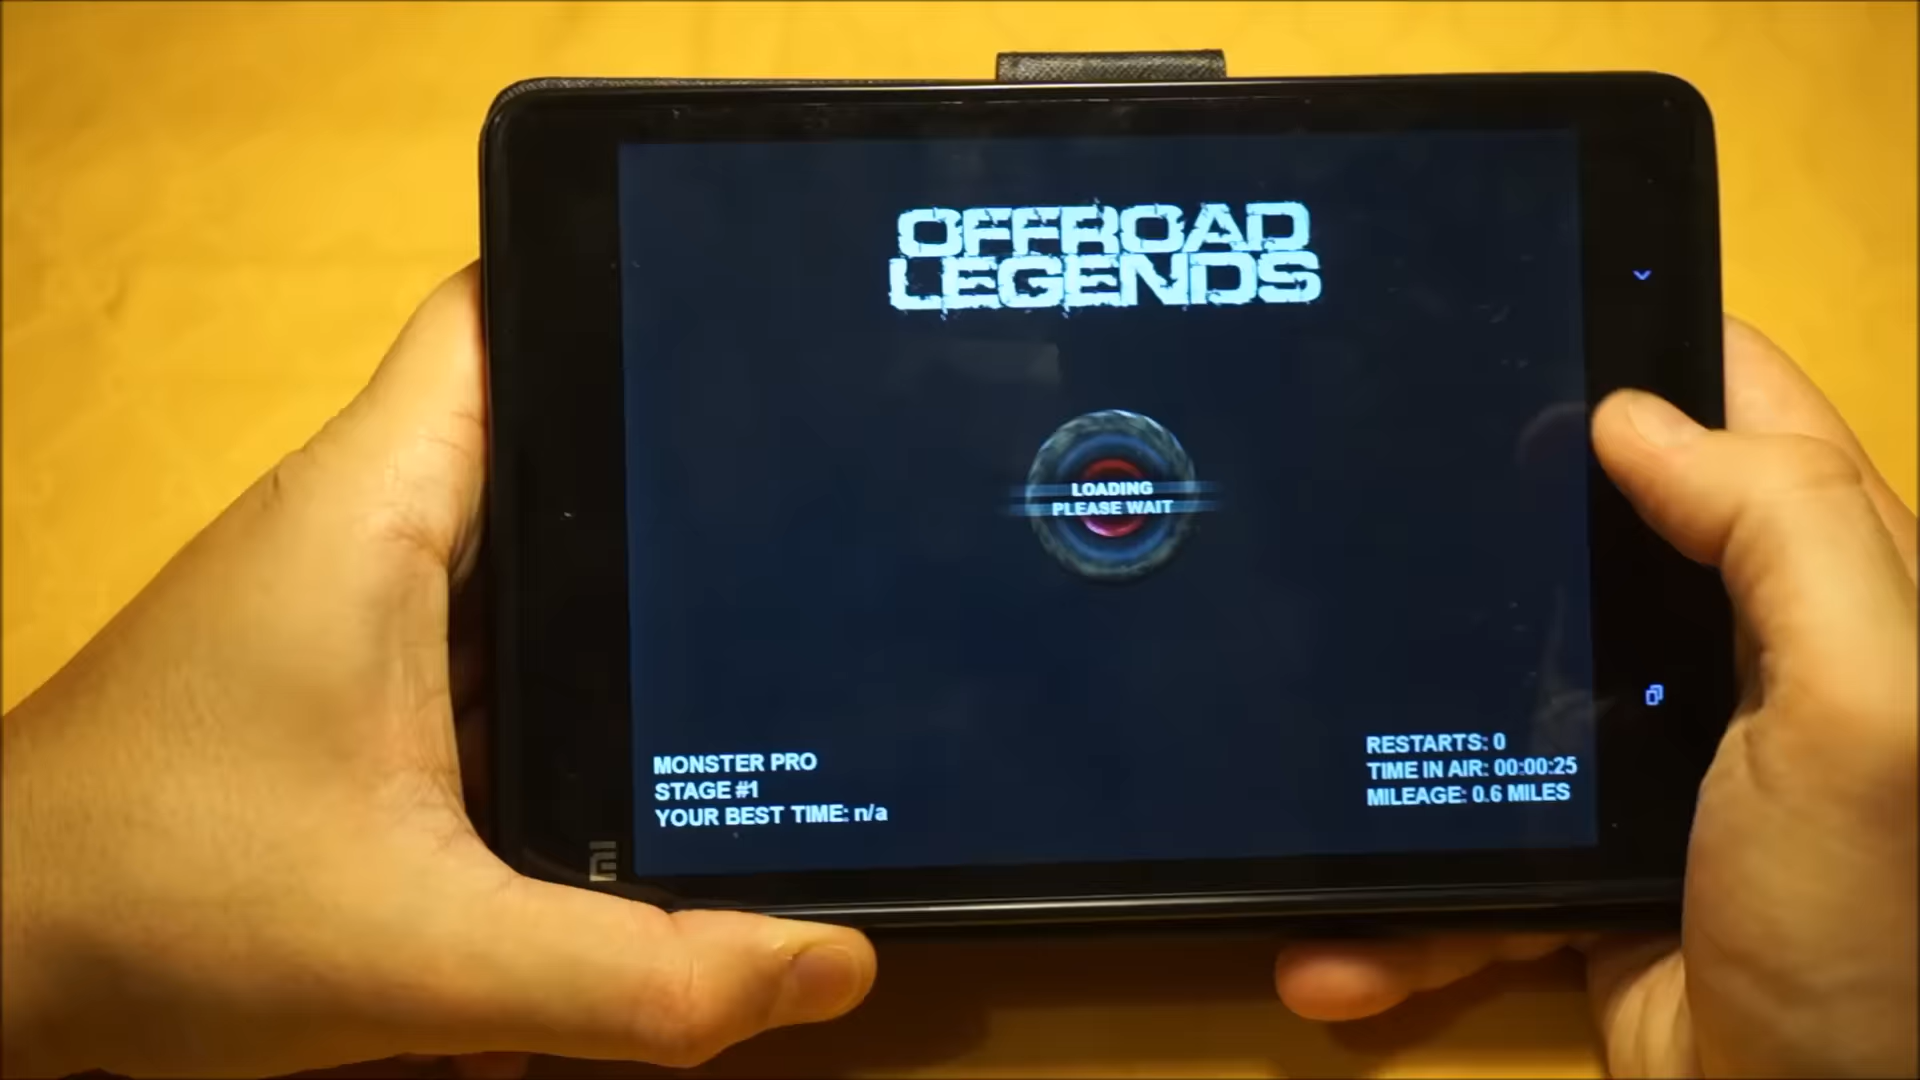 OFFROAD
LEGENDS
LOADING
PLEASE WAIT
MONSTER PRO
STAGE #1
YOUR BEST TIME: n/a
RESTARTS: 0
TIME IN AIR: 00:00:25
MILEAGE: 0.6 MILES